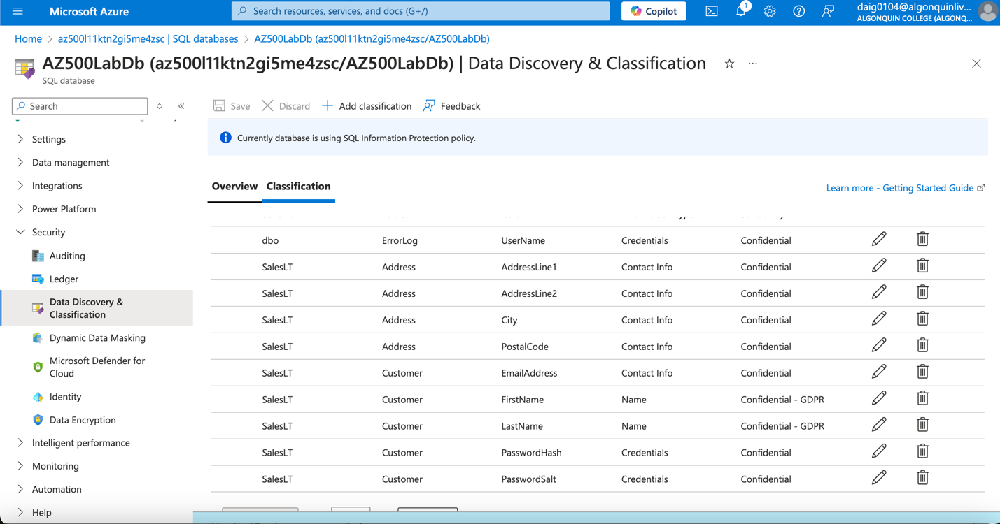 Microsoft Azure
Search resources, services, and docs (G+/)
Copilot
1
daig0104@algonquinliv...
ALGONQUIN COLLEGE (ALGONQ...
Home > az500l11ktn2gi5me4zsc | SQL databases > AZ500LabDb (az500l11ktn2gi5me4zsc/AZ500LabDb)
AZ500LabDb (az500l11ktn2gi5me4zsc/AZ500LabDb) | Data Discovery & Classification
SQL database
Search
Save
Discard
Add classification
Feedback
Settings
Data management
Integrations
Power Platform
Security
Auditing
Ledger
Data Discovery &
Classification
Dynamic Data Masking
Microsoft Defender for
Cloud
Identity
Data Encryption
Intelligent performance
Monitoring
Automation
Help
Currently database is using SQL Information Protection policy.
Overview Classification
Learn more - Getting Started Guide
dbo ErrorLog UserName Credentials Confidential
SalesLT Address AddressLine1 Contact Info Confidential
SalesLT Address AddressLine2 Contact Info Confidential
SalesLT Address City Contact Info Confidential
SalesLT Address PostalCode Contact Info Confidential
SalesLT Customer EmailAddress Contact Info Confidential
SalesLT Customer FirstName Name Confidential - GDPR
SalesLT Customer LastName Name Confidential - GDPR
SalesLT Customer PasswordHash Credentials Confidential
SalesLT Customer PasswordSalt Credentials Confidential